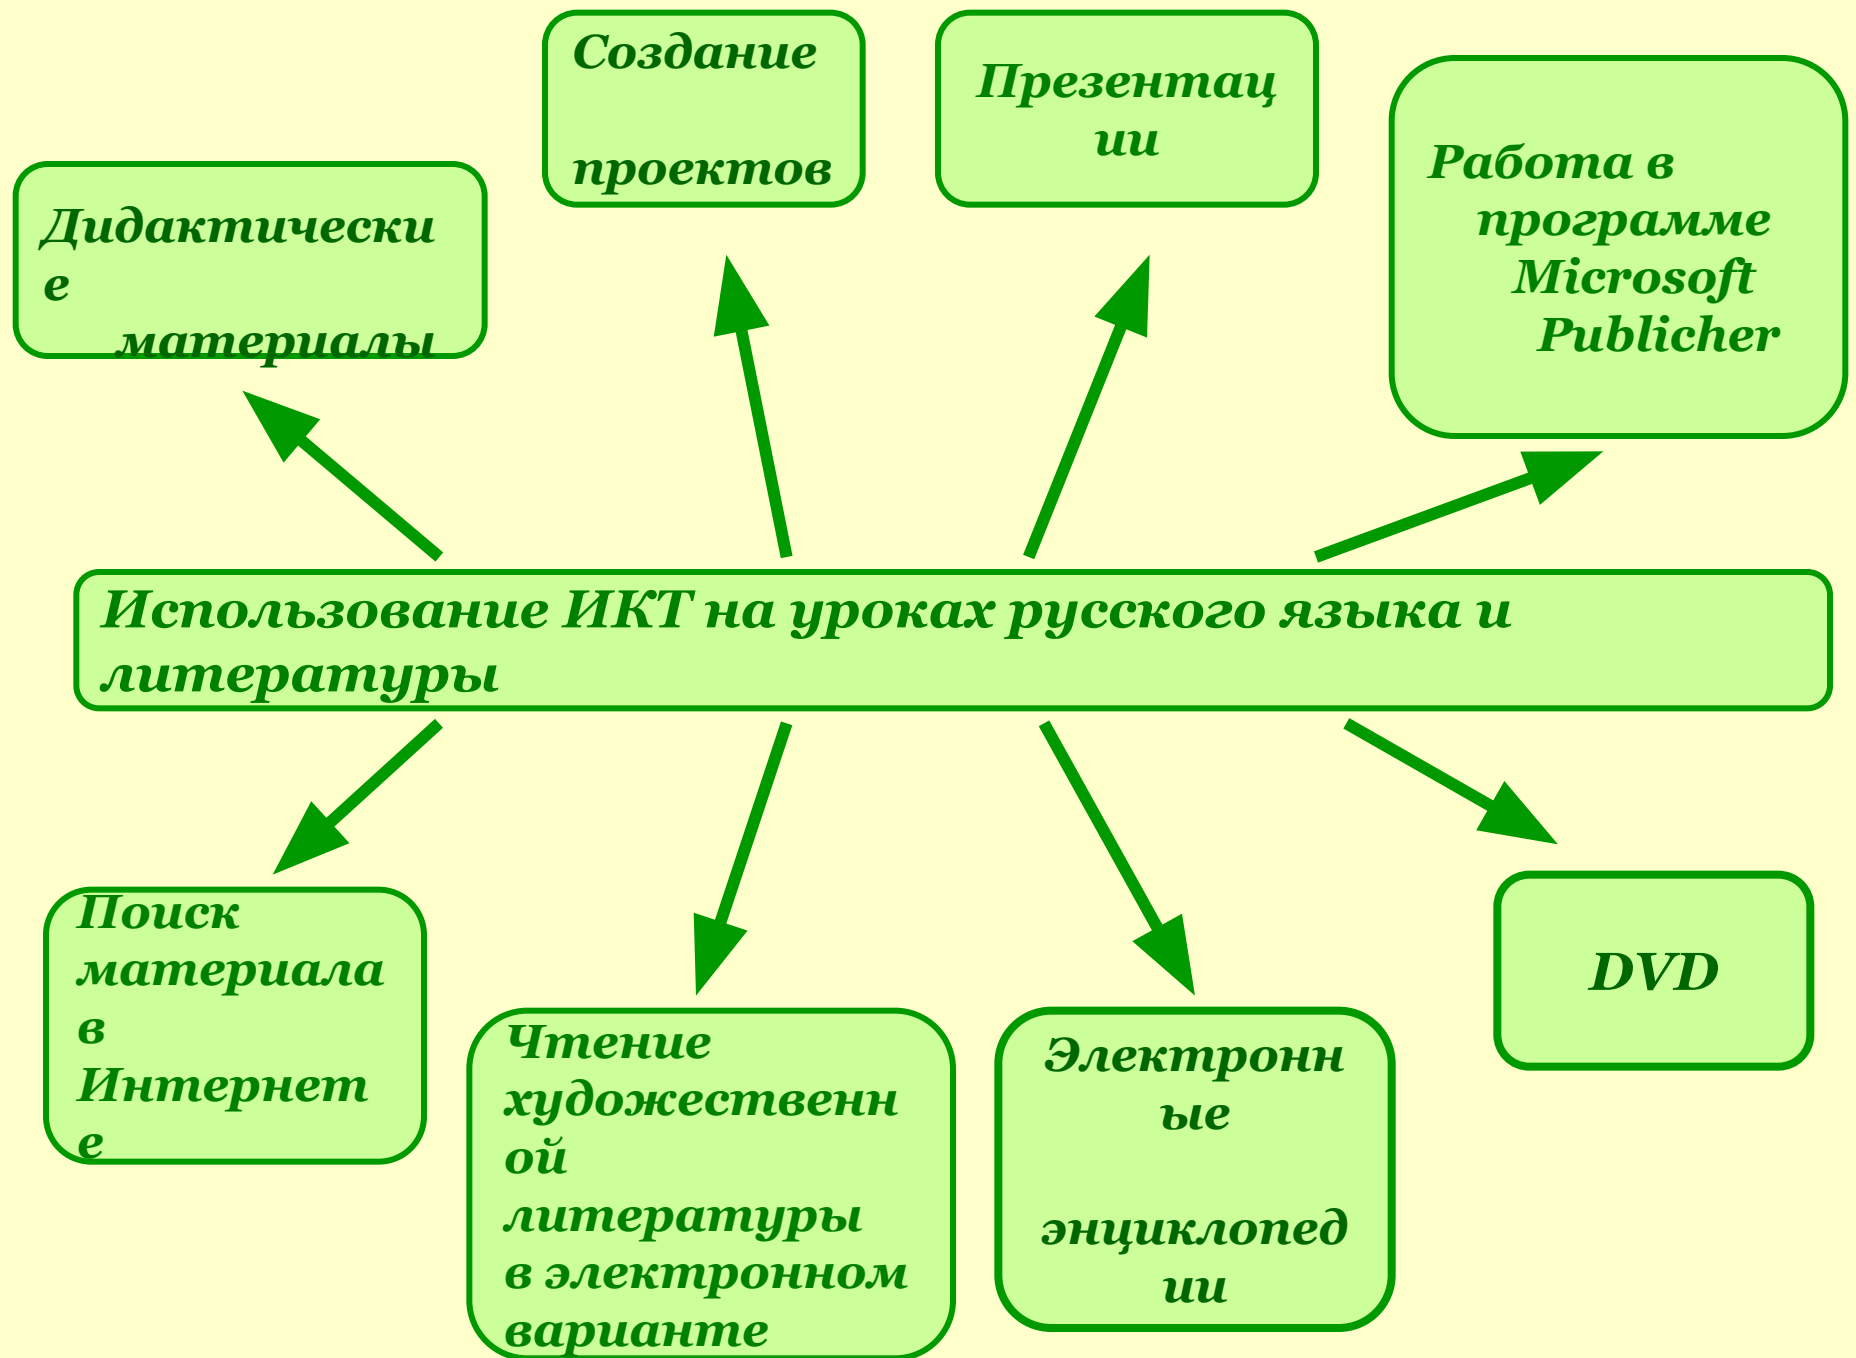 Создание
проектов
Презентац
ии
Работа в
программе
Microsoft
Publicher
Дидактически
е
материалы
Использование ИКТ на уроках русского языка и
литературы
Поиск
материала
в
Интернет
е
Чтение
художественн
ой
литературы
в электронном
варианте
Электронн
ые
энциклопед
ии
DVD